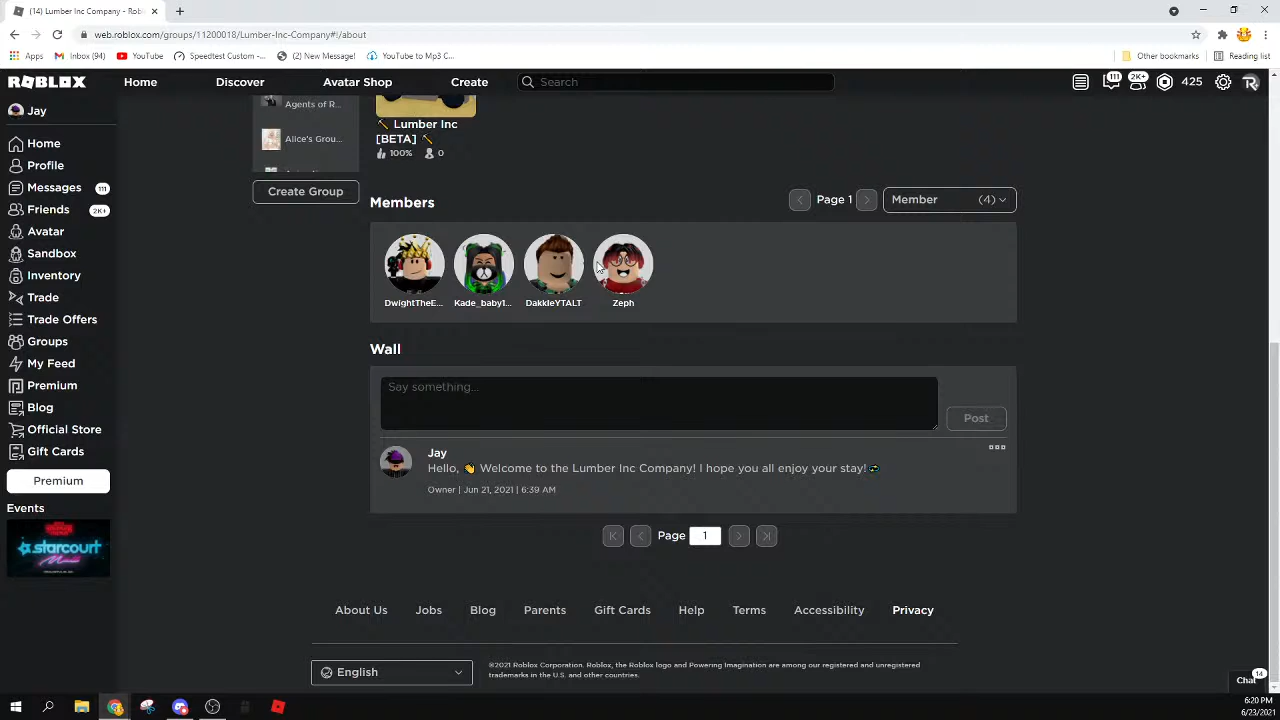 (14) Lumber Inc Company - Rob
web.roblox.com/groups/11200018/Lumber-Inc-Company#!/about
Apps
Inbox (94)
YouTube
Speedtest Custom -...
(2) New Message!
YouTube to Mp3 C...
Other bookmarks
Reading list
ROBLOX
Home
Discover
Avatar Shop
Create
Search
111
2K+
425
Jay
Home
Profile
Messages 111
Friends 2K+
Avatar
Sandbox
Inventory
Trade
Trade Offers
Groups
My Feed
Premium
Blog
Official Store
Gift Cards
Premium
Events
starcourt
Agents of R...
Alice's Grou...
Create Group
Lumber Inc
[BETA]
100% 0
Members
Page 1
Member (4)
DwightTheE...
Kade_baby1...
DakkleYTALT
Zeph
Wall
Say something...
Post
Jay
Hello, 👋 Welcome to the Lumber Inc Company! I hope you all enjoy your stay!
Owner | Jun 21, 2021 | 6:39 AM
Page 1
About Us
Jobs
Blog
Parents
Gift Cards
Help
Terms
Accessibility
Privacy
English
©2021 Roblox Corporation. Roblox, the Roblox logo and Powering Imagination are among our registered and unregistered
trademarks in the U.S. and other countries.
Chat 14
6:20 PM
6/23/2021